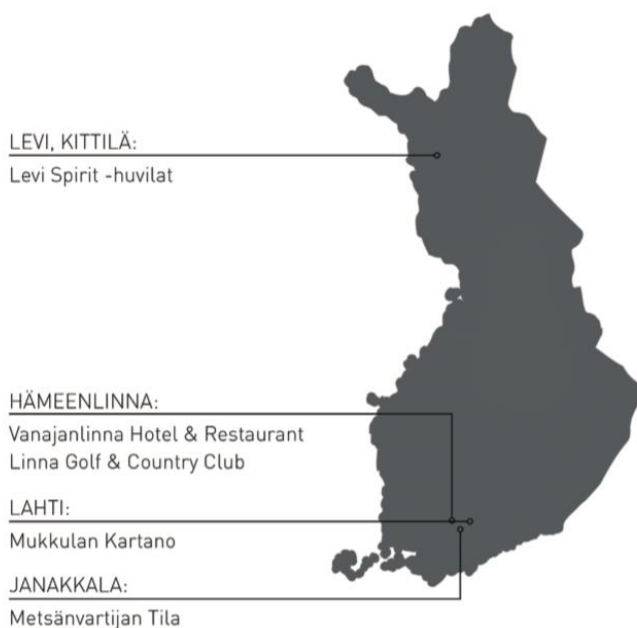 LEVI, KITTILÄ:
Levi Spirit -huvilat
HÄMEENLINNA:
Vanajanlinna Hotel & Restaurant
Linna Golf & Country Club
LAHTI:
Mukkulan Kartano
JANAKKALA:
Metsänvartijan Tila